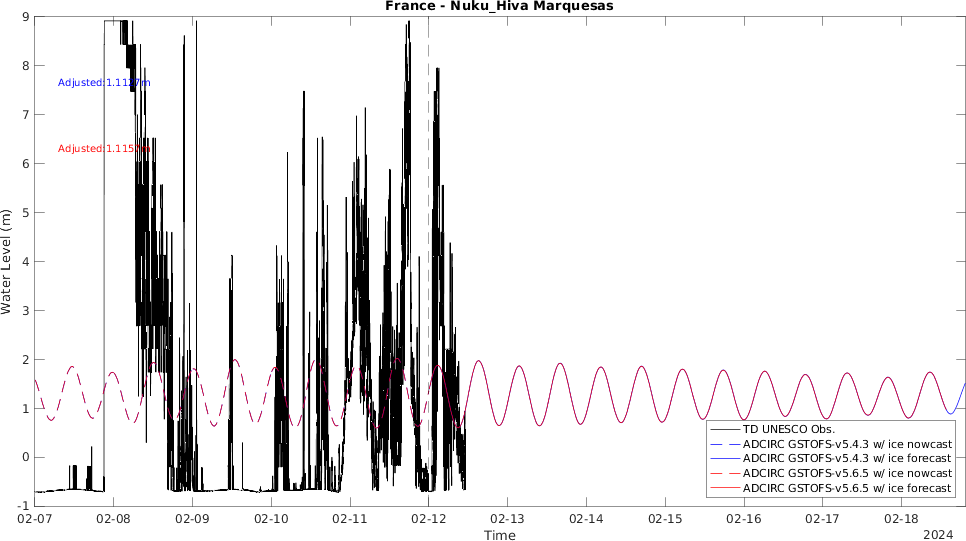 France - Nuku_Hiva Marquesas
9
8
7
6
5
4
3
2
1
0
-1
Water Level (m)
Adjusted:1.1127m
Adjusted:1.1152m
TD UNESCO Obs.
ADCIRC GSTOFS-v5.4.3 w/ ice nowcast
ADCIRC GSTOFS-v5.4.3 w/ ice forecast
ADCIRC GSTOFS-v5.6.5 w/ ice nowcast
ADCIRC GSTOFS-v5.6.5 w/ ice forecast
02-07 02-08 02-09 02-10 02-11 02-12 02-13 02-14 02-15 02-16 02-17 02-18
Time
2024